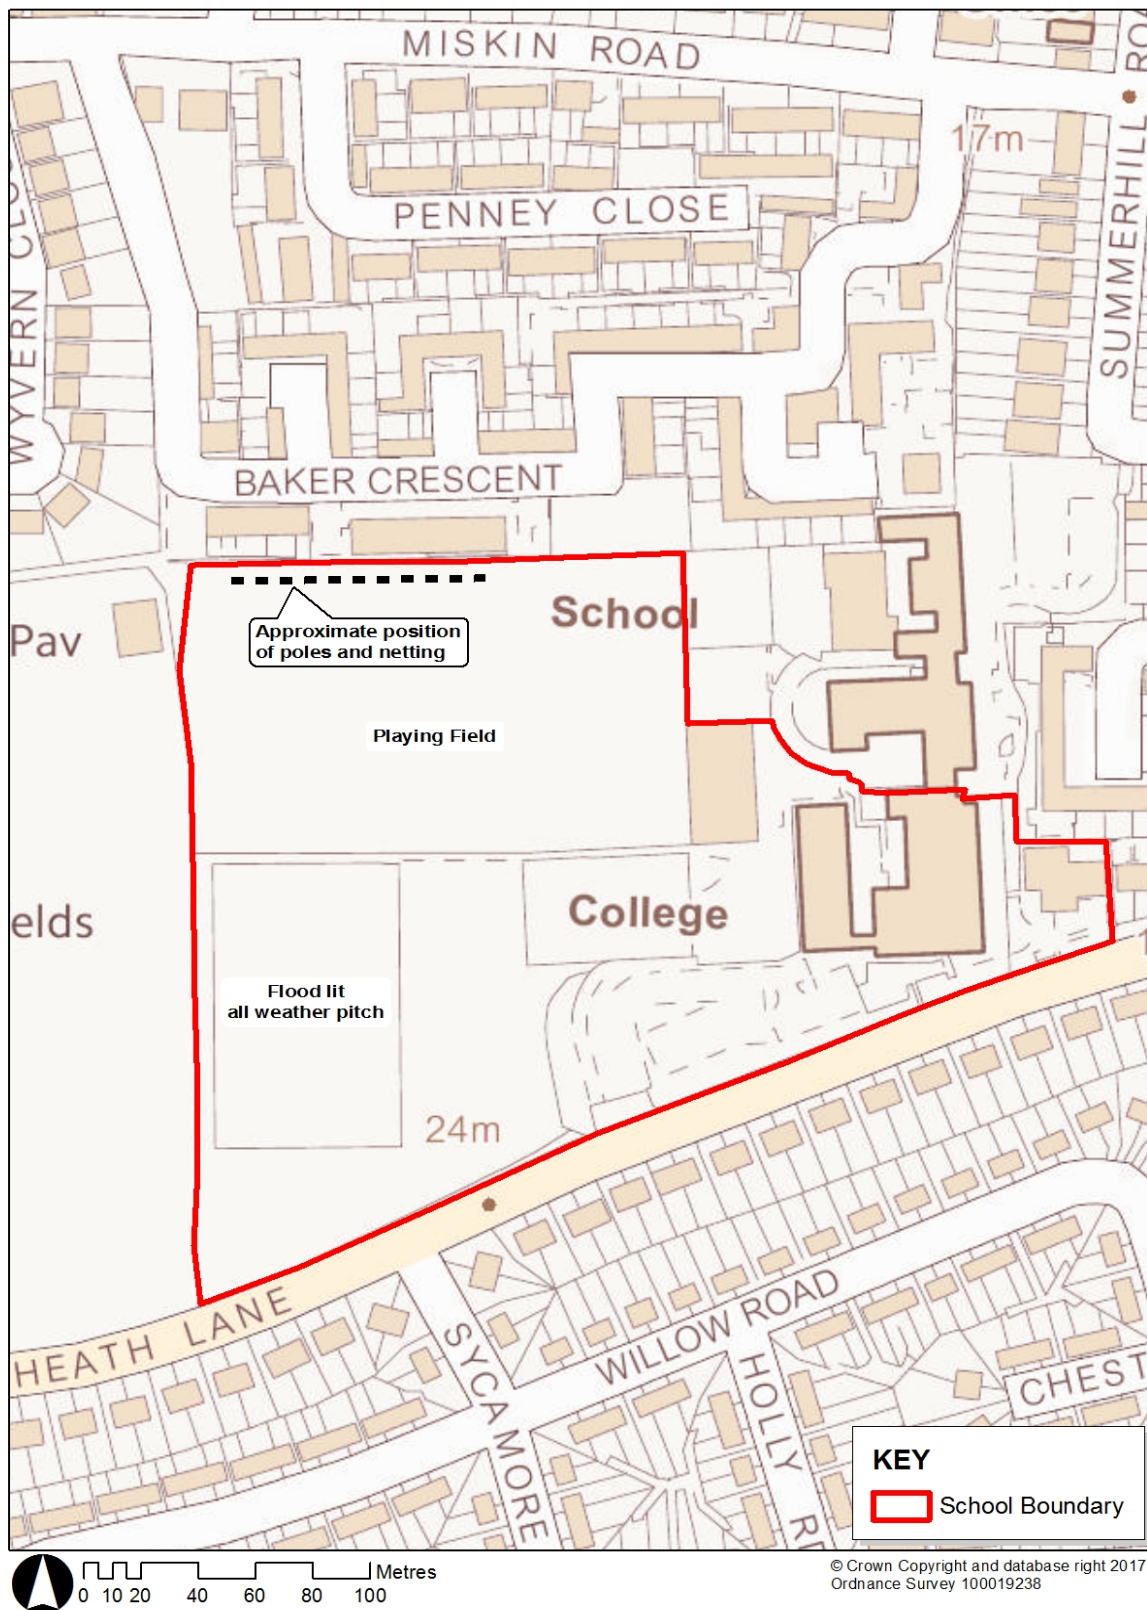 MISKIN ROAD
17m
PENNEY CLOSE
WYVERN CLO
SUMMERHILL RO
BAKER CRESCENT
School
Approximate position
of poles and netting
Pav
Playing Field
elds
College
Flood lit
all weather pitch
24m
HEATH LANE
SYCAMORE
WILLOW ROAD
HOLLY R
CHEST
KEY
School Boundary
Metres
0 10 20 40 60 80 100
© Crown Copyright and database right 2017
Ordnance Survey 100019238